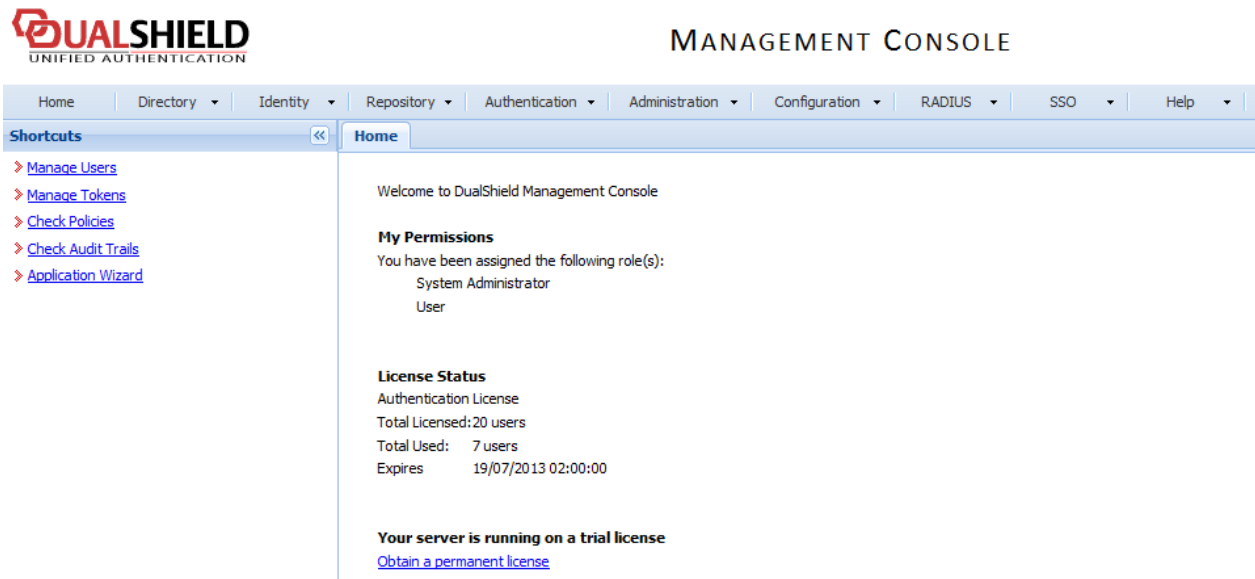 DUALSHIELD
UNIFIED AUTHENTICATION
MANAGEMENT CONSOLE
Home Directory Identity Repository Authentication Administration Configuration RADIUS SSO Help
Shortcuts
Home
Manage Users
Manage Tokens
Check Policies
Check Audit Trails
Application Wizard
Welcome to DualShield Management Console
My Permissions
You have been assigned the following role(s):
System Administrator
User
License Status
Authentication License
Total Licensed: 20 users
Total Used: 7 users
Expires 19/07/2013 02:00:00
Your server is running on a trial license
Obtain a permanent license